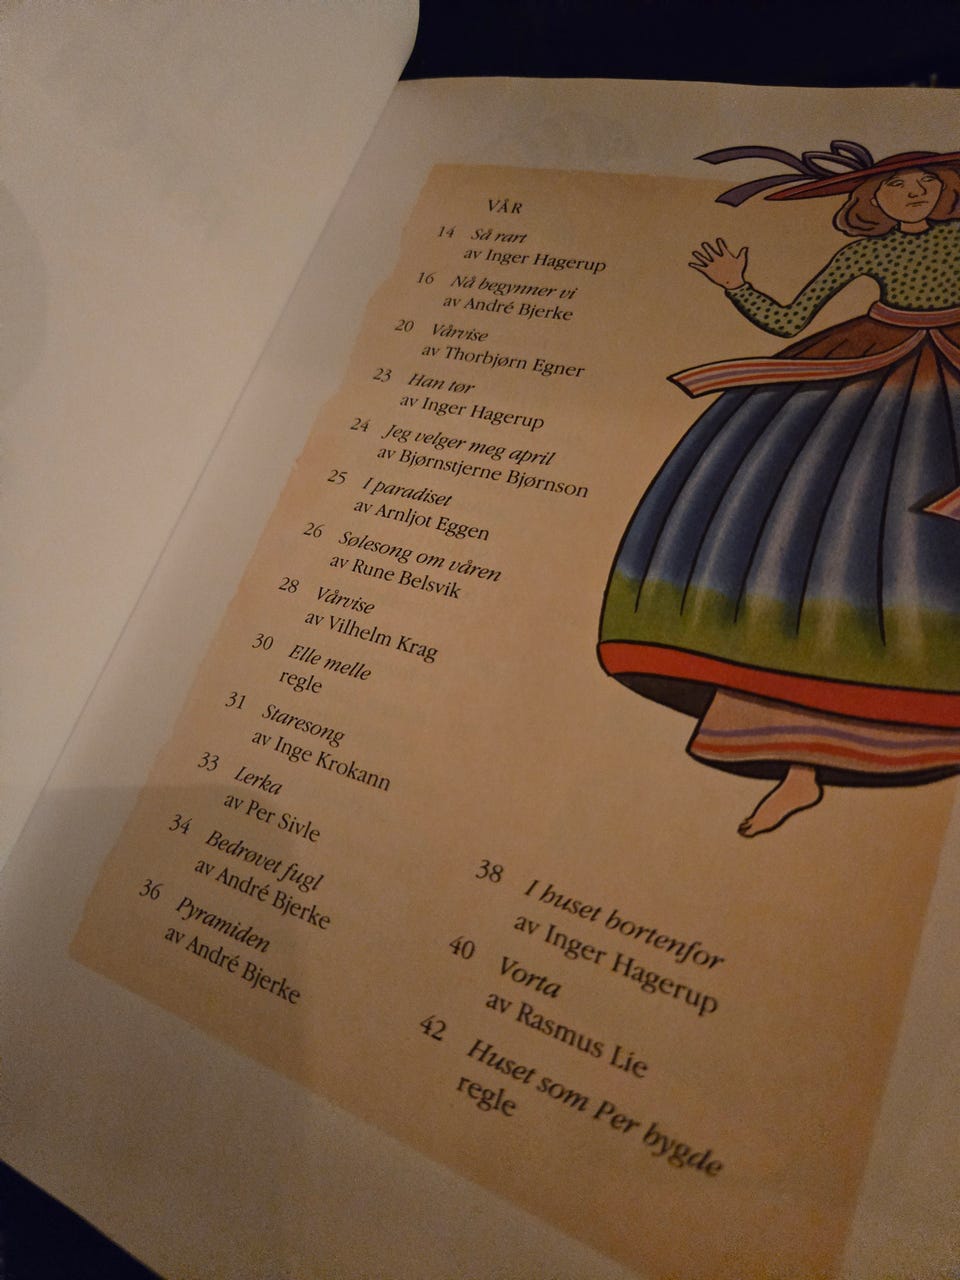 VÅR
14 Så rart
av Inger Hagerup
16 Nå begynner vi
av André Bjerke
20 Vårvise
av Thorbjørn Egner
23 Han tør
av Inger Hagerup
24 Jeg velger meg april
av Bjørnstjerne Bjørnson
25 I paradiset
av Arnljot Eggen
26 Sølesong om våren
av Rune Belsvik
28 Vårvise
av Vilhelm Krag
30 Elle melle
regle
31 Staresong
av Inge Krokann
33 Lerka
av Per Sivle
34 Bedrøvet fugl
av André Bjerke
36 Pyramiden
av André Bjerke
38 I huset bortenfor
av Inger Hagerup
40 Vorta
av Rasmus Lie
42 Huset som Per bygde
regle